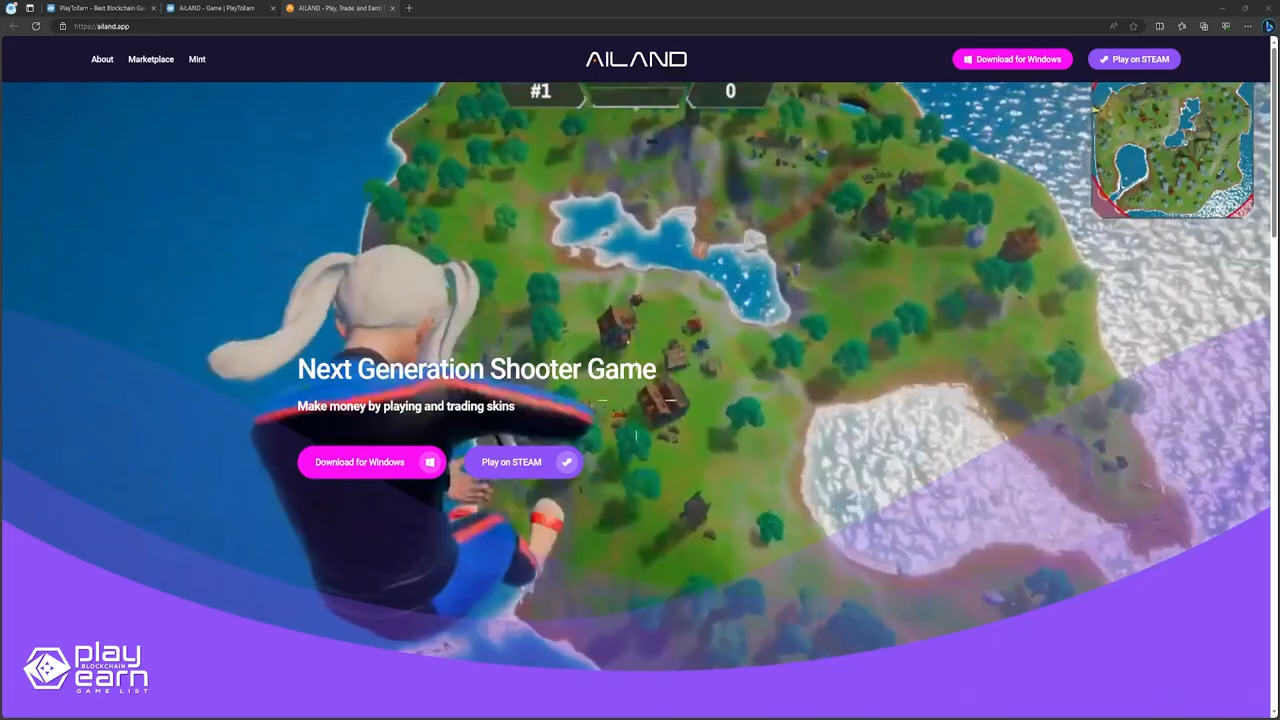 PlayToEarn - Best Blockchain Ga
AiLAND - Game | PlayToEarn
AILAND - Play, Trade, and Earn!
https://ailand.app
About
Marketplace
Mint
AILAND
Download for Windows
Play on STEAM
#1
0
Next Generation Shooter Game
Make money by playing and trading skins
Download for Windows
Play on STEAM
play
BLOCKCHAIN
earn
GAME LIST